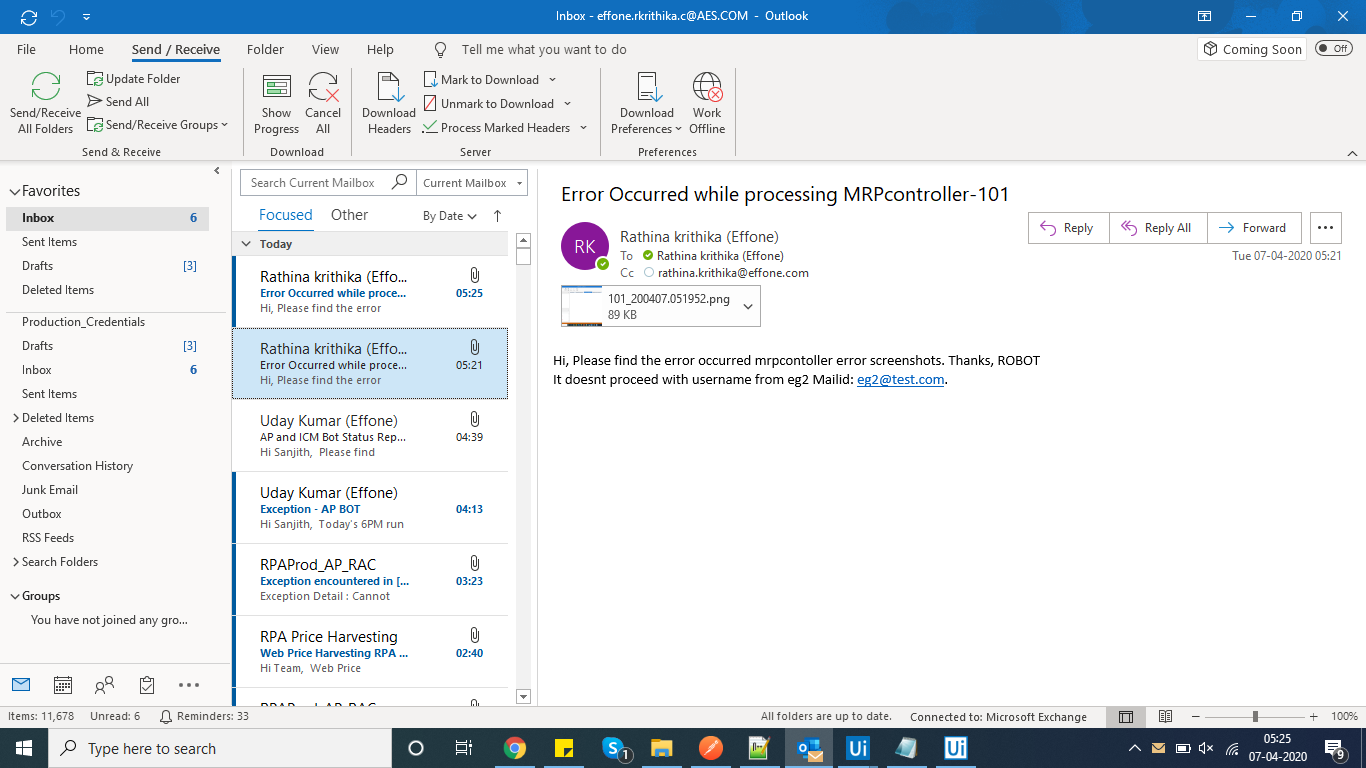 Inbox - effone.rkrithika.c@AES.COM - Outlook
File Home Send / Receive Folder View Help Tell me what you want to do
Coming Soon Off
Send/Receive All Folders
Update Folder
Send All
Send/Receive Groups
Send & Receive
Show Progress
Cancel All
Download
Download Headers
Mark to Download
Unmark to Download
Process Marked Headers
Server
Download Preferences
Work Offline
Preferences
Favorites
Inbox 6
Sent Items
Drafts [3]
Deleted Items
Production_Credentials
Drafts [3]
Inbox 6
Sent Items
Deleted Items
Archive
Conversation History
Junk Email
Outbox
RSS Feeds
Search Folders
Groups
You have not joined any gro...
Search Current Mailbox Current Mailbox
Focused Other By Date
Today
Rathina krithika (Effo...
Error Occurred while proce... 05:25
Hi, Please find the error
Rathina krithika (Effo...
Error Occurred while proce... 05:21
Hi, Please find the error
Uday Kumar (Effone)
AP and ICM Bot Status Rep... 04:39
Hi Sanjith, Please find
Uday Kumar (Effone)
Exception - AP BOT 04:13
Hi Sanjith, Today's 6PM run
RPAProd_AP_RAC
Exception encountered in [... 03:23
Exception Detail : Cannot
RPA Price Harvesting
Web Price Harvesting RPA ... 02:40
Hi Team, Web Price
RPAProd_AP_RAC
Error Occurred while processing MRPcontroller-101
RK
Rathina krithika (Effone)
To Rathina krithika (Effone)
Cc rathina.krithika@effone.com
Reply Reply All Forward
Tue 07-04-2020 05:21
101_200407.051952.png
89 KB
Hi, Please find the error occurred mrpcontoller error screenshots. Thanks, ROBOT
It doesnt proceed with username from eg2 Mailid: eg2@test.com.
Items: 11,678 Unread: 6 Reminders: 33 All folders are up to date. Connected to: Microsoft Exchange 100%
Type here to search
1
Ui
Ui
05:25
07-04-2020
9